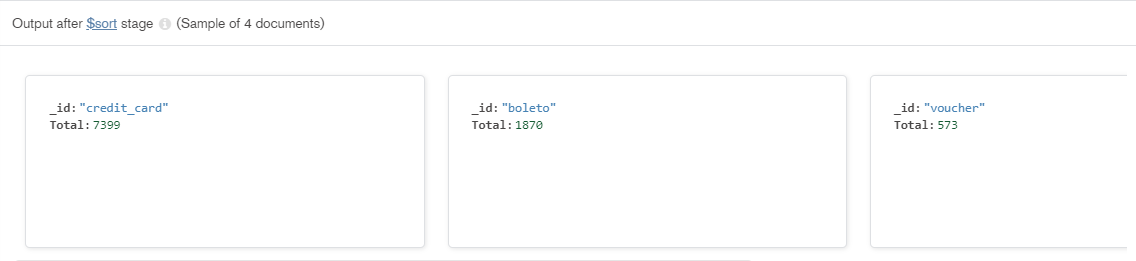 Output after $sort stage (Sample of 4 documents)
_id: "credit_card"
Total: 7399
_id: "boleto"
Total: 1870
_id: "voucher"
Total: 573